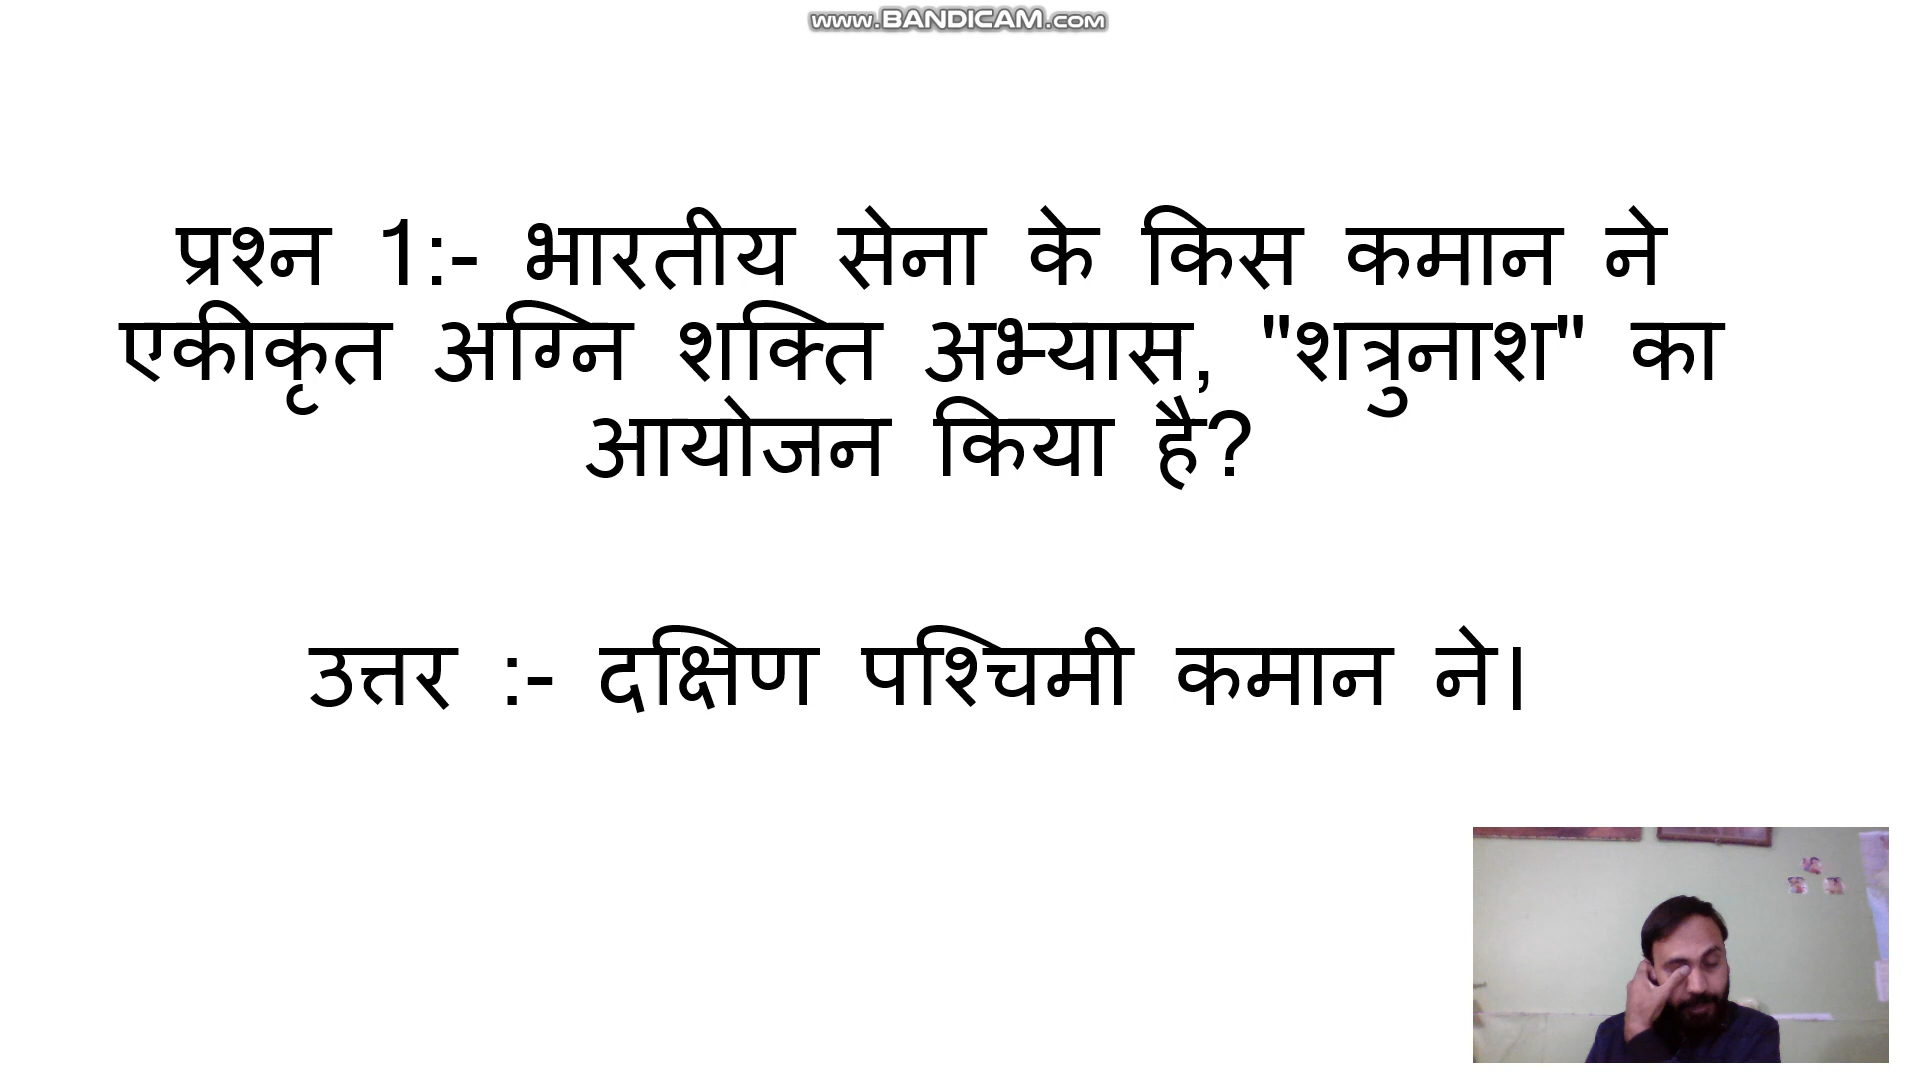 www.BANDICAM.com
प्रश्न 1:- भारतीय सेना के किस कमान ने
एकीकृत अग्नि शक्ति अभ्यास, "शत्रुनाश" का
आयोजन किया है?
उत्तर :- दक्षिण पश्चिमी कमान ने।